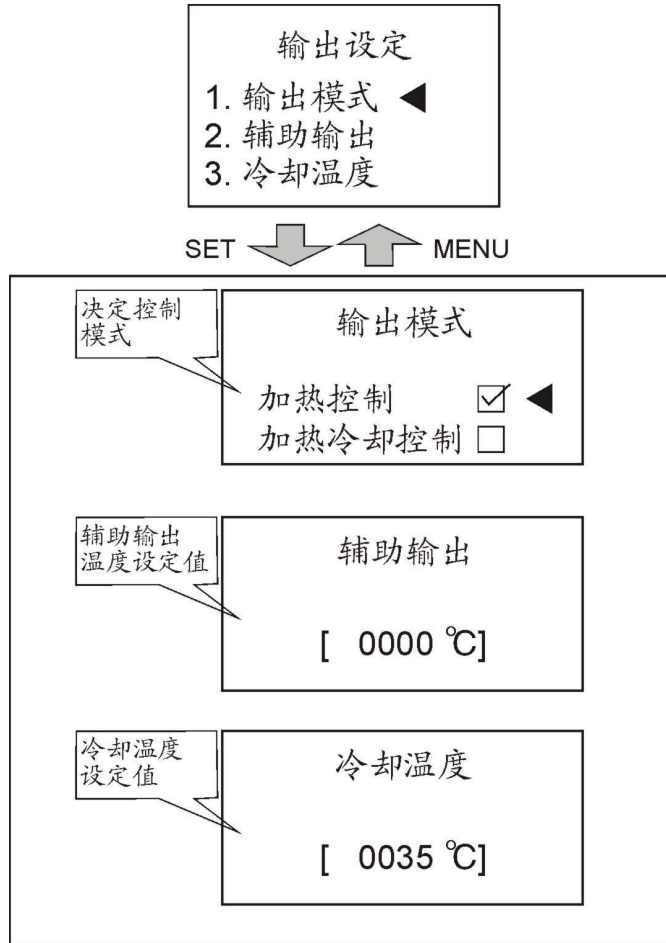 输出设定
1. 输出模式
2. 辅助输出
3. 冷却温度
SET MENU
决定控制
模式
输出模式
加热控制
加热冷却控制
辅助输出
温度设定值
辅助输出
[ 0000 ℃]
冷却温度
设定值
冷却温度
[ 0035 ℃]